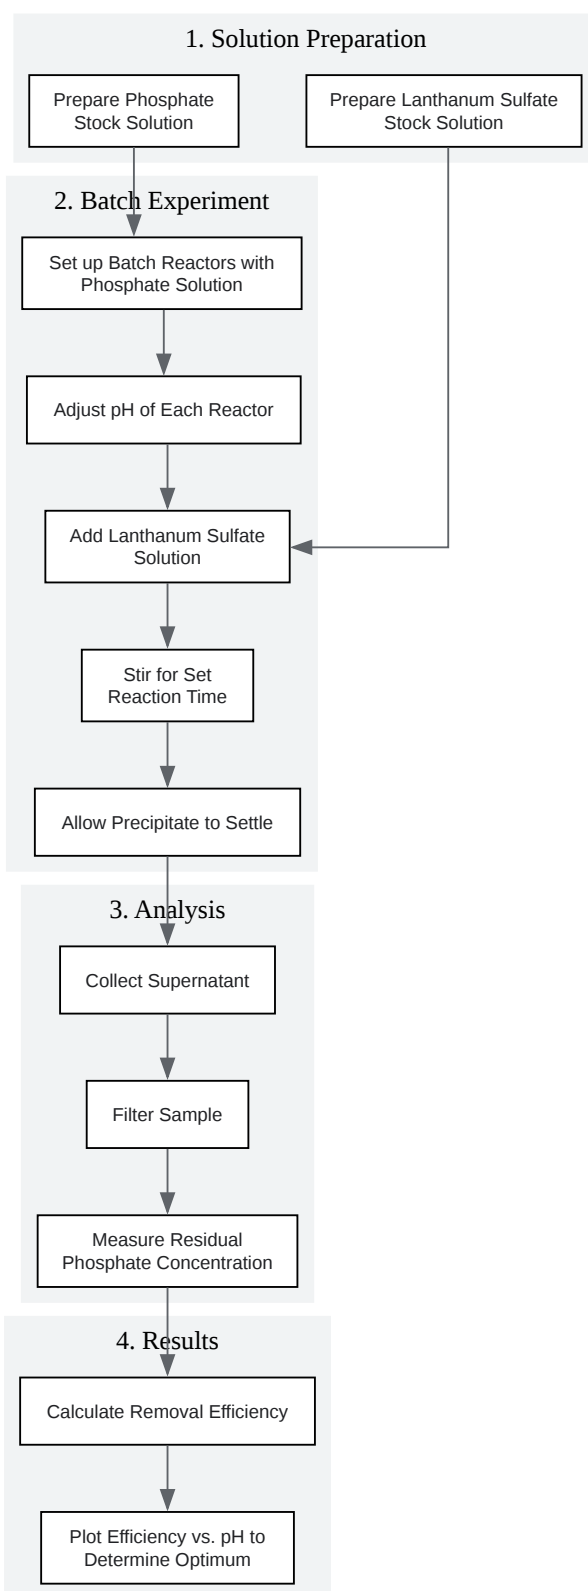 1. Solution Preparation
Prepare Phosphate
Stock Solution
Prepare Lanthanum Sulfate
Stock Solution
2. Batch Experiment
Set up Batch Reactors with
Phosphate Solution
Adjust pH of Each Reactor
Add Lanthanum Sulfate
Solution
Stir for Set
Reaction Time
Allow Precipitate to Settle
3. Analysis
Collect Supernatant
Filter Sample
Measure Residual
Phosphate Concentration
4. Results
Calculate Removal Efficiency
Plot Efficiency vs. pH to
Determine Optimum